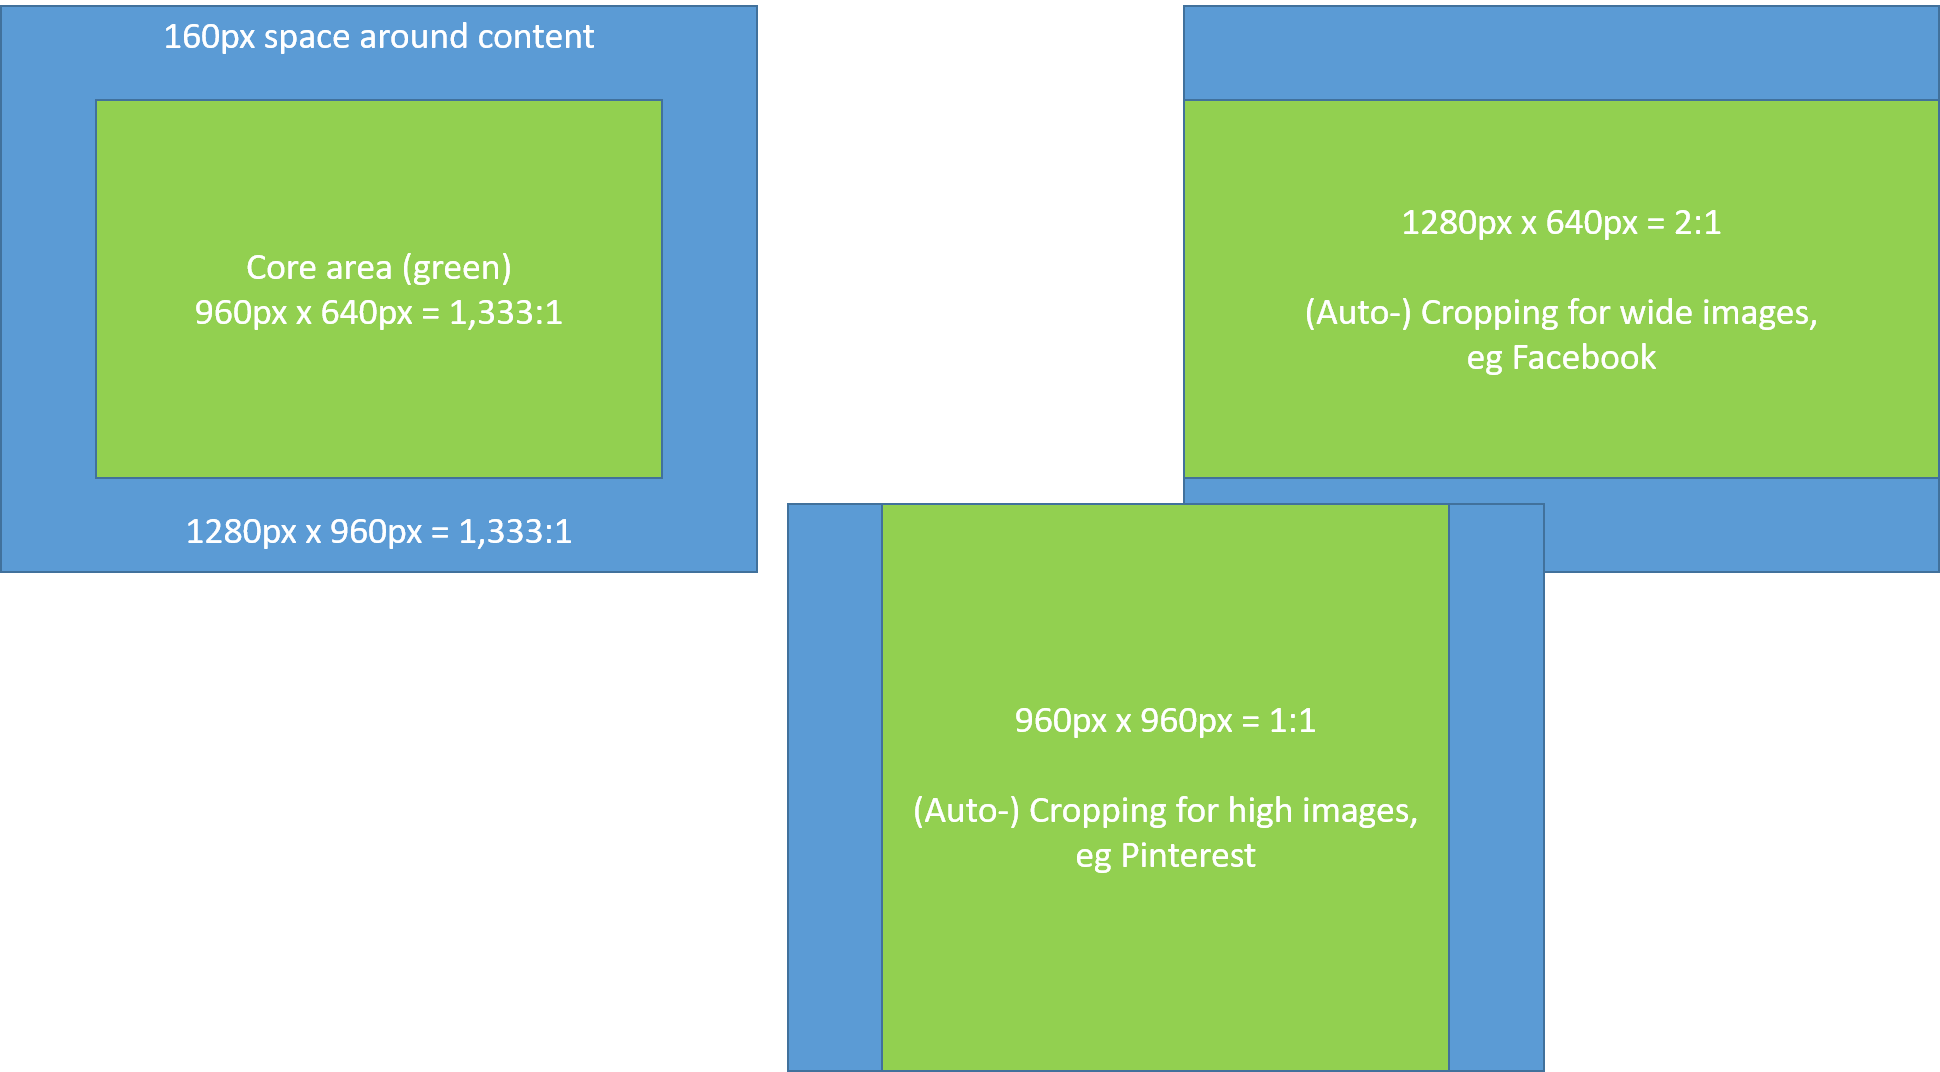 160px space around content
Core area (green)
960px x 640px = 1,333:1
1280px x 960px = 1,333:1
1280px x 640px = 2:1
(Auto-) Cropping for wide images,
eg Facebook
960px x 960px = 1:1
(Auto-) Cropping for high images,
eg Pinterest